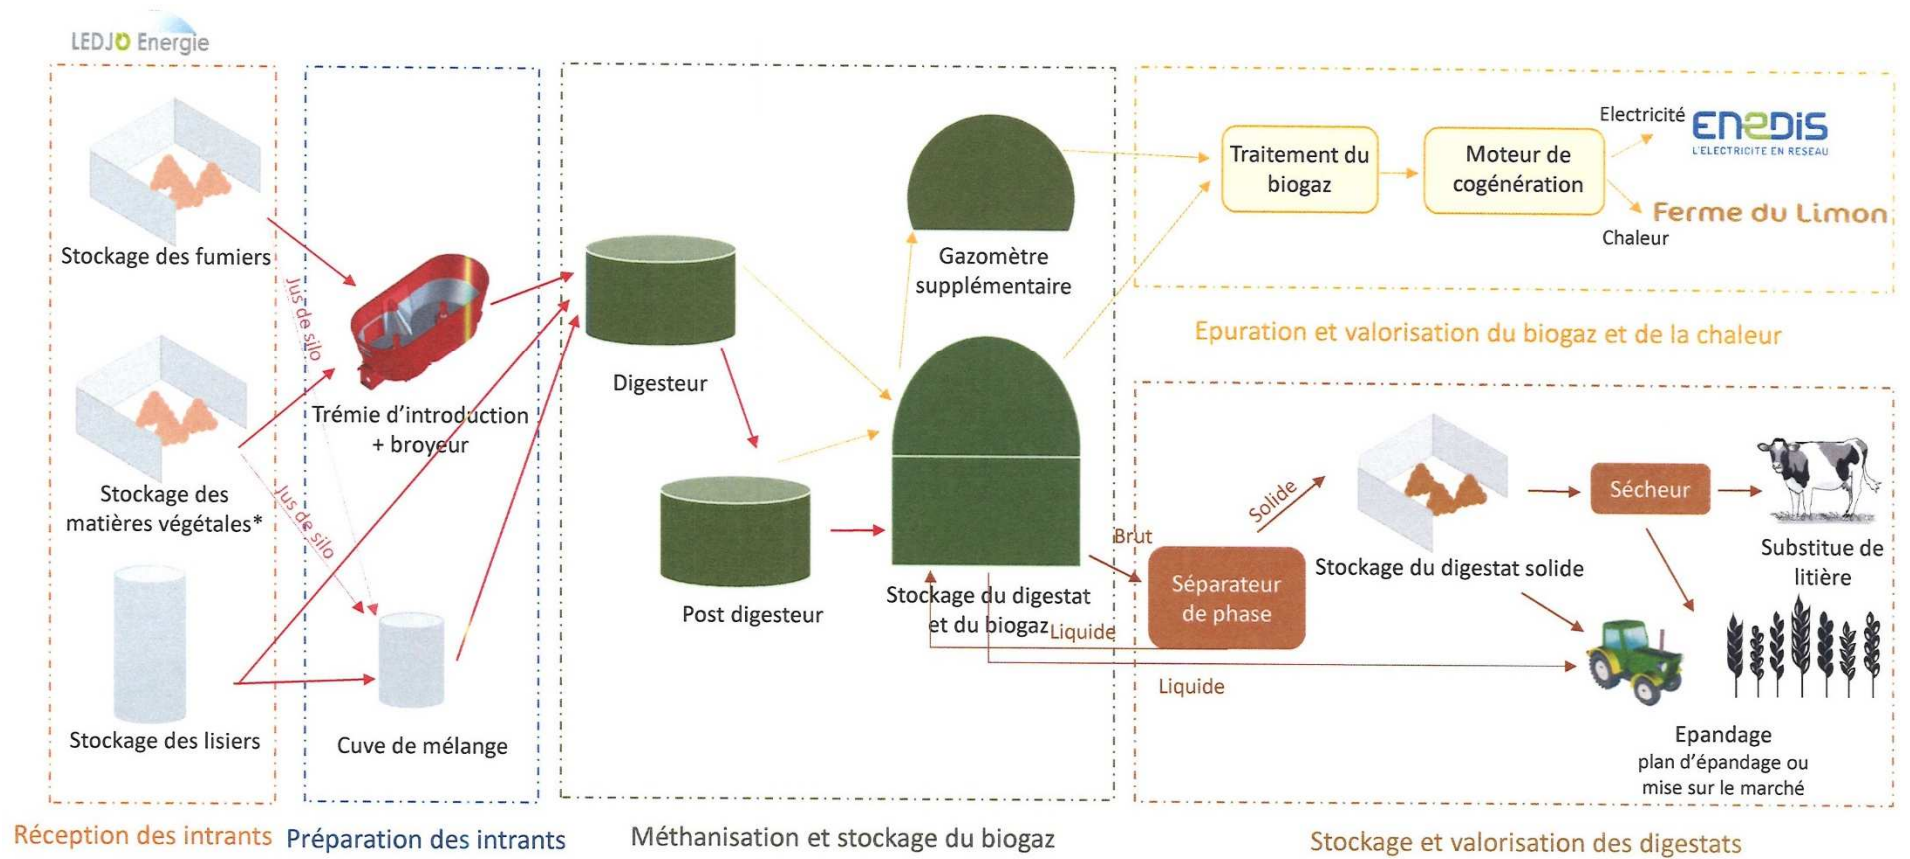 LEDJO Energie
Stockage des fumiers
Jus de silo
Stockage des
matières végétales*
Jus de silo
Stockage des lisiers
Réception des intrants
Trémie d'introduction
+ broyeur
Cuve de mélange
Préparation des intrants
Digesteur
Post digesteur
Gazomètre
supplémentaire
Stockage du digestat
et du biogaz
Méthanisation et stockage du biogaz
Traitement du
biogaz
Moteur de
cogénération
Electricité
ENEDIS
L'ELECTRICITE EN RESEAU
Chaleur
Ferme du Limon
Epuration et valorisation du biogaz et de la chaleur
Brut
Liquide
Liquide
Séparateur
de phase
Solide
Stockage du digestat solide
Sécheur
Substitue de
litière
Epandage
plan d'épandage ou
mise sur le marché
Stockage et valorisation des digestats